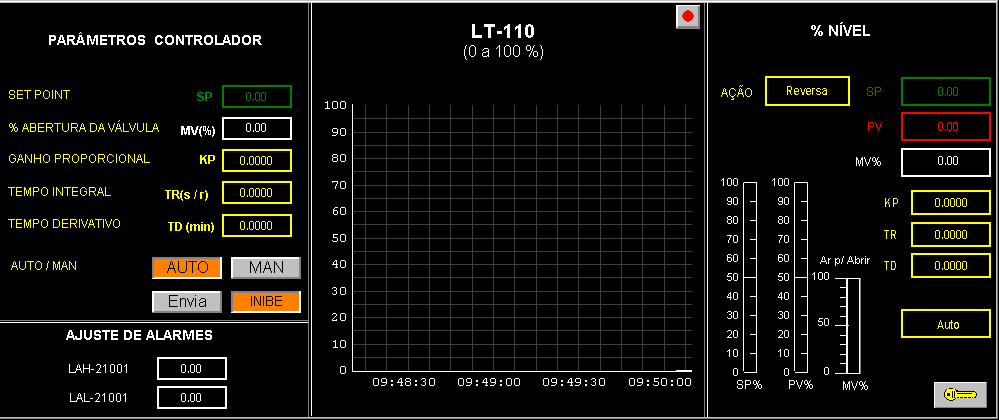 PARÂMETROS CONTROLADOR
SET POINT SP 0.00
% ABERTURA DA VÁLVULA MV(%) 0.00
GANHO PROPORCIONAL KP 0.0000
TEMPO INTEGRAL TR(s / r) 0.0000
TEMPO DERIVATIVO TD (min) 0.0000
AUTO / MAN AUTO MAN
Envia INIBE
AJUSTE DE ALARMES
LAH-21001 0.00
LAL-21001 0.00
LT-110
(0 a 100 %)
100
90
80
70
60
50
40
30
20
10
0
09:48:30 09:49:00 09:49:30 09:50:00
% NÍVEL
AÇÃO Reversa
SP 0.00
PV 0.00
MV% 0.00
KP 0.0000
TR 0.0000
TD 0.0000
100 100
90 90
80 80
70 70
60 60
50 50
40 40
30 30
20 20
10 10
0 0
SP% PV%
Ar p/ Abrir
100
50
0
MV%
Auto